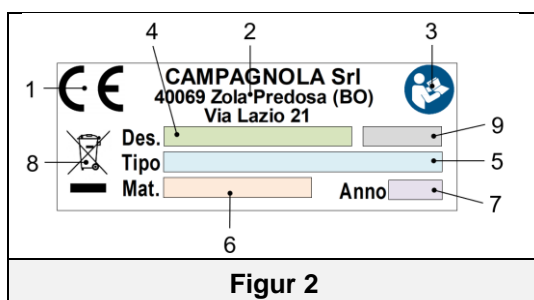 4 2 3
1 CE CAMPAGNOLA Srl
40069 Zola Predosa (BO)
Via Lazio 21
Des. 9
8 Tipo 5
Mat. Anno 7
6
Figur 2